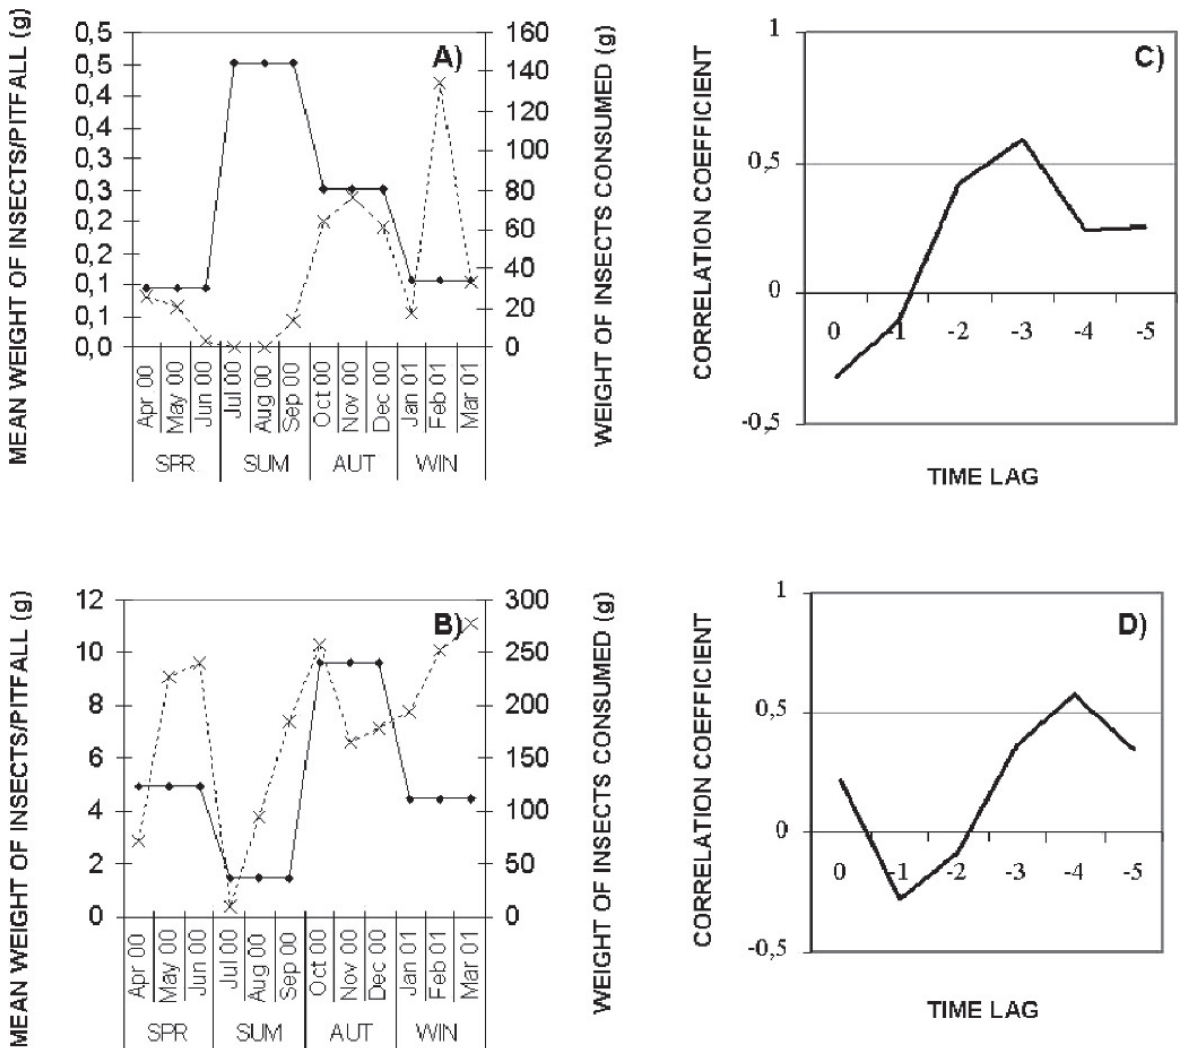 A)
MEAN WEIGHT OF INSECTS/PITFALL (g)
0,5
0,5
0,4
0,4
0,3
0,3
0,2
0,2
0,1
0,1
0,0
160
140
120
100
80
60
40
20
0
WEIGHT OF INSECTS CONSUMED (g)
Apr 00
May 00
Jun 00
Jul 00
Aug 00
Sep 00
Oct 00
Nov 00
Dec 00
Jan 01
Feb 01
Mar 01
SPR SUM AUT WIN
C)
CORRELATION COEFFICIENT
1
0,5
0
-0,5
0 -1 -2 -3 -4 -5
TIME LAG
B)
MEAN WEIGHT OF INSECTS/PITFALL (g)
12
10
8
6
4
2
0
300
250
200
150
100
50
0
WEIGHT OF INSECTS CONSUMED (g)
Apr 00
May 00
Jun 00
Jul 00
Aug 00
Sep 00
Oct 00
Nov 00
Dec 00
Jan 01
Feb 01
Mar 01
SPR SUM AUT WIN
D)
CORRELATION COEFFICIENT
1
0,5
0
-0,5
0 -1 -2 -3 -4 -5
TIME LAG